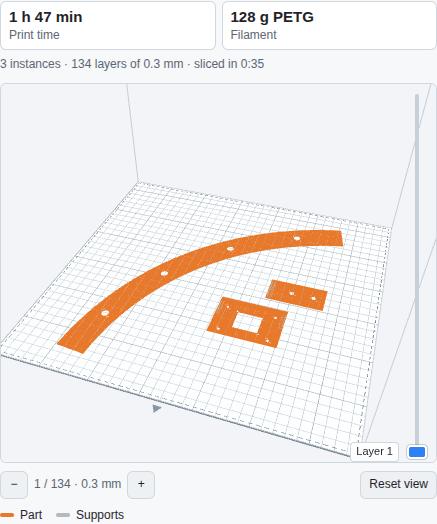 1 h 47 min
Print time
128 g PETG
Filament
3 instances · 134 layers of 0.3 mm · sliced in 0:35
Layer 1
− 1 / 134 · 0.3 mm + Reset view
Part Supports